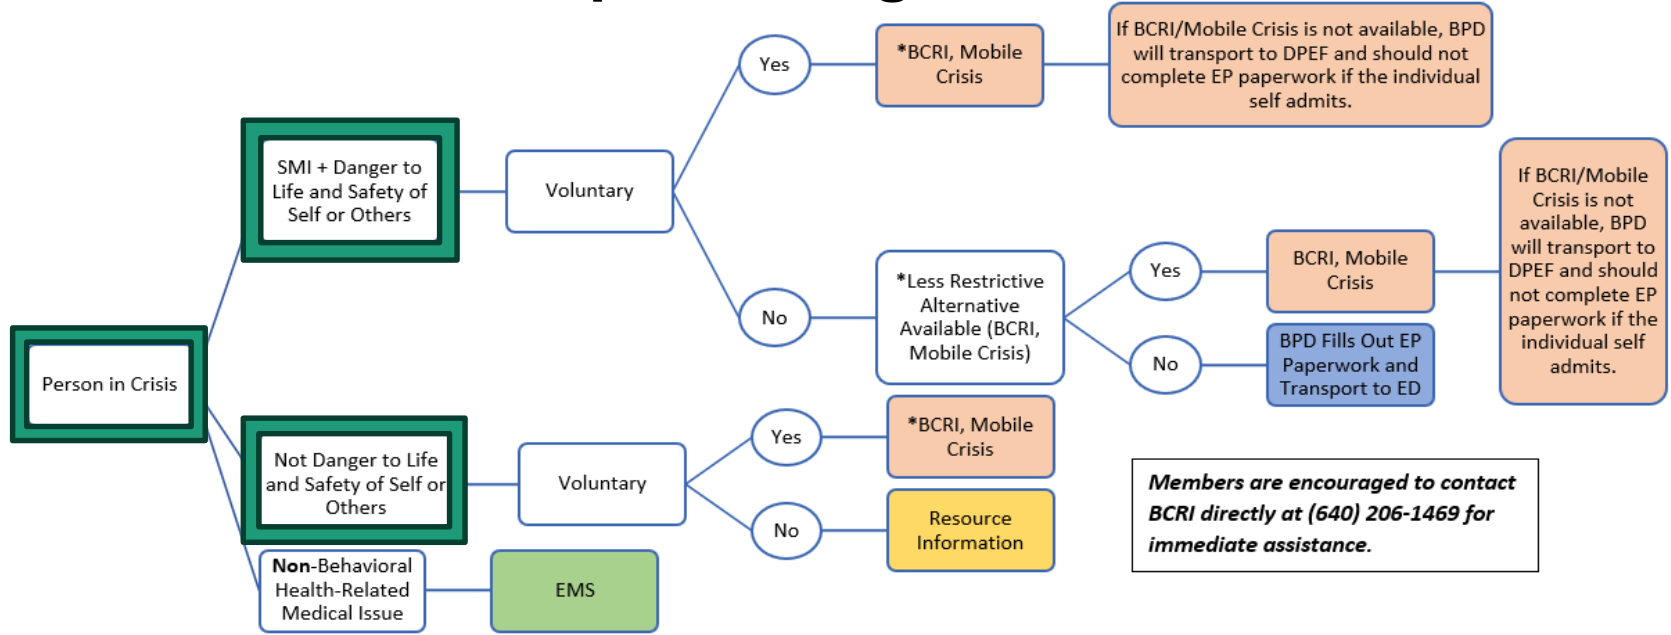 Yes
*BCRI, Mobile
Crisis
If BCRI/Mobile Crisis is not available, BPD
will transport to DPEF and should not
complete EP paperwork if the individual
self admits.
SMI + Danger to
Life and Safety of
Self or Others
Voluntary
No
*Less Restrictive
Alternative
Available (BCRI,
Mobile Crisis)
Yes
BCRI, Mobile
Crisis
If BCRI/Mobile
Crisis is not
available, BPD
will transport to
DPEF and should
not complete EP
paperwork if the
individual self
admits.
No
BPD Fills Out EP
Paperwork and
Transport to ED
Person in Crisis
Not Danger to Life
and Safety of Self or
Others
Voluntary
Yes
*BCRI, Mobile
Crisis
No
Resource
Information
Non-Behavioral
Health-Related
Medical Issue
EMS
Members are encouraged to contact
BCRI directly at (640) 206-1469 for
immediate assistance.